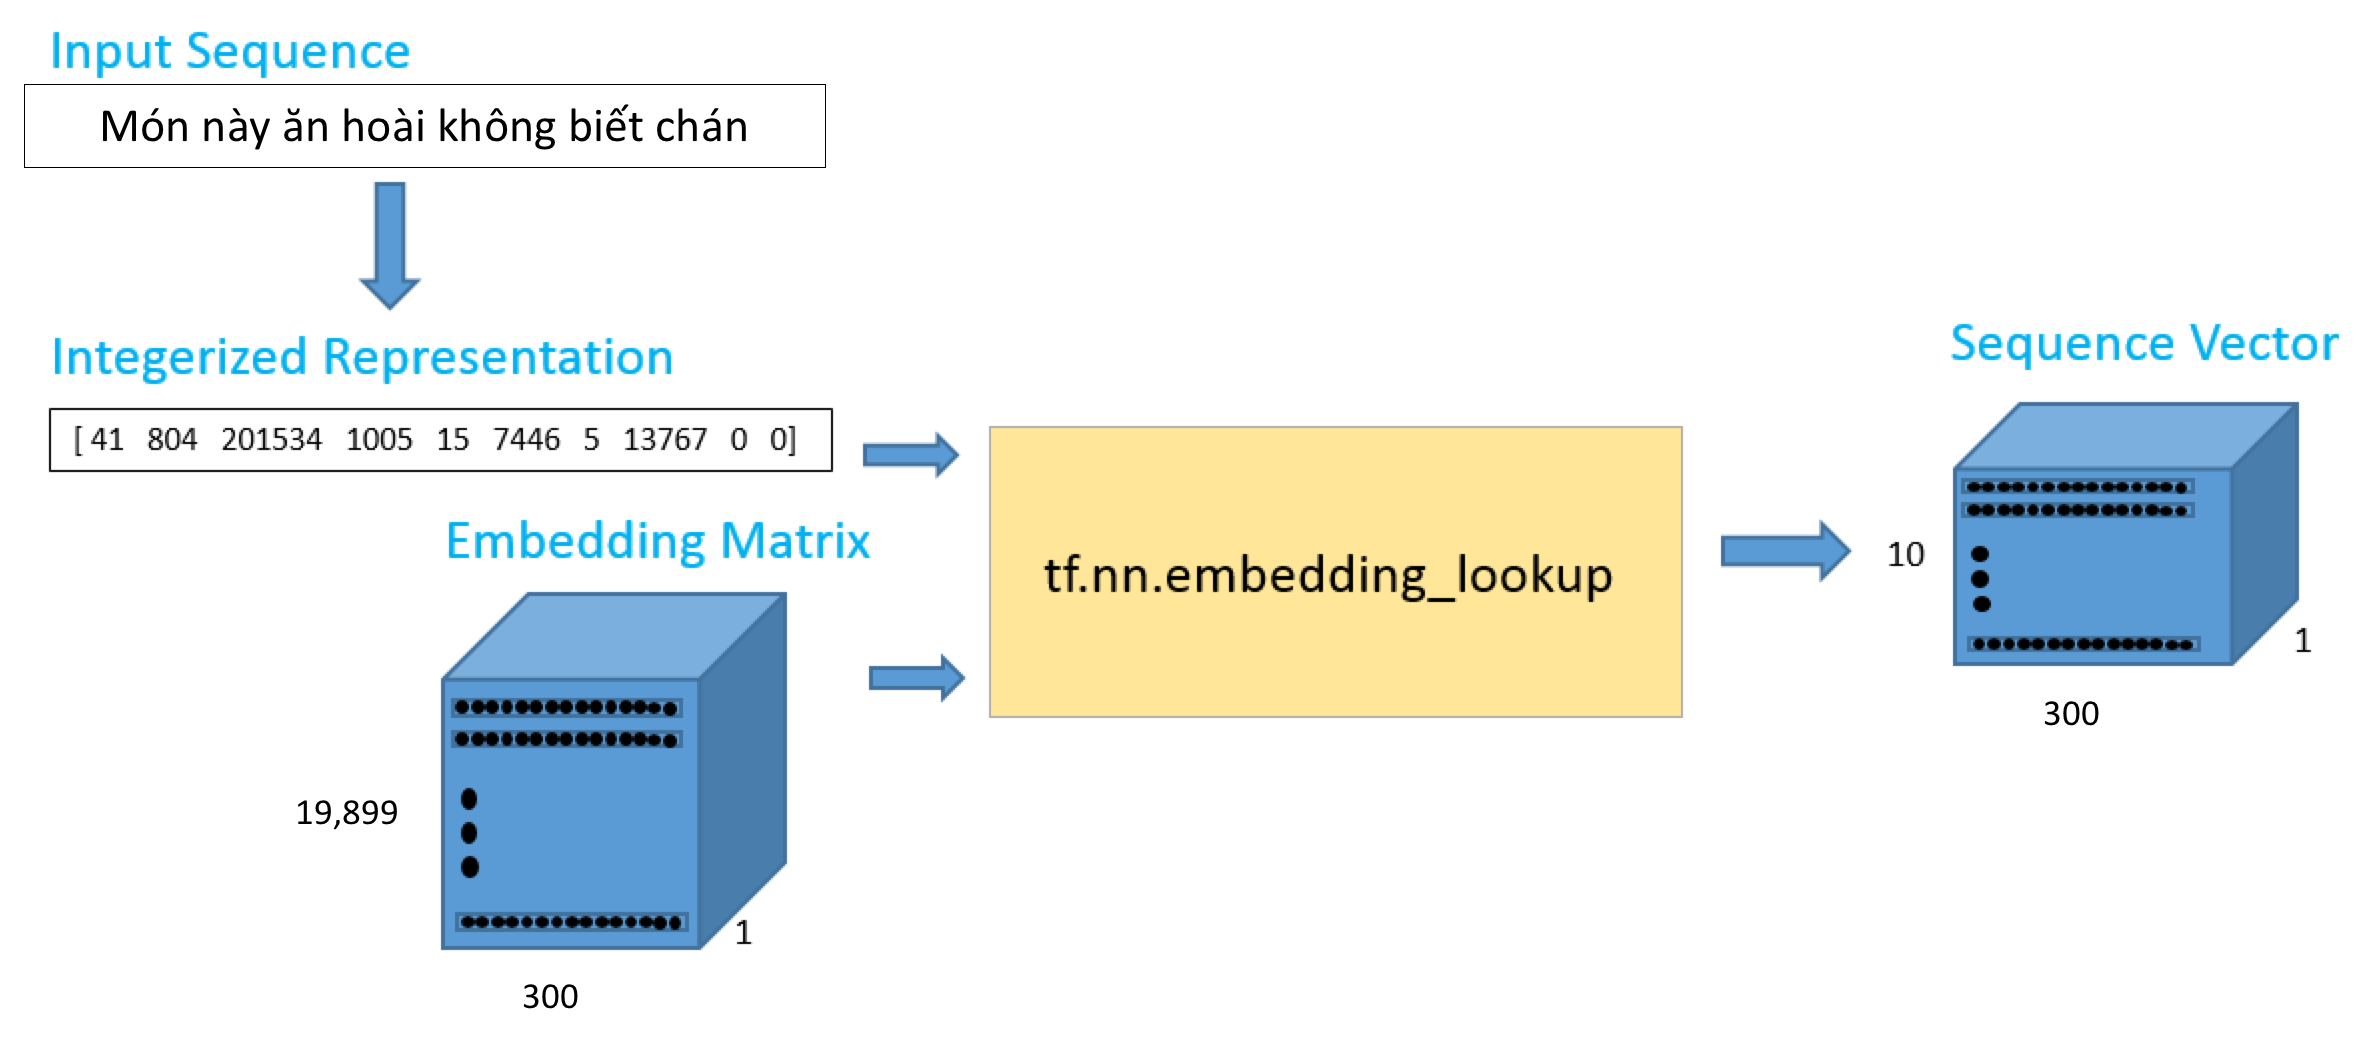 Input Sequence
Món này ăn hoài không biết chán
Integerized Representation
[ 41 804 201534 1005 15 7446 5 13767 0 0]
Embedding Matrix
19,899
1
300
tf.nn.embedding_lookup
Sequence Vector
10
1
300